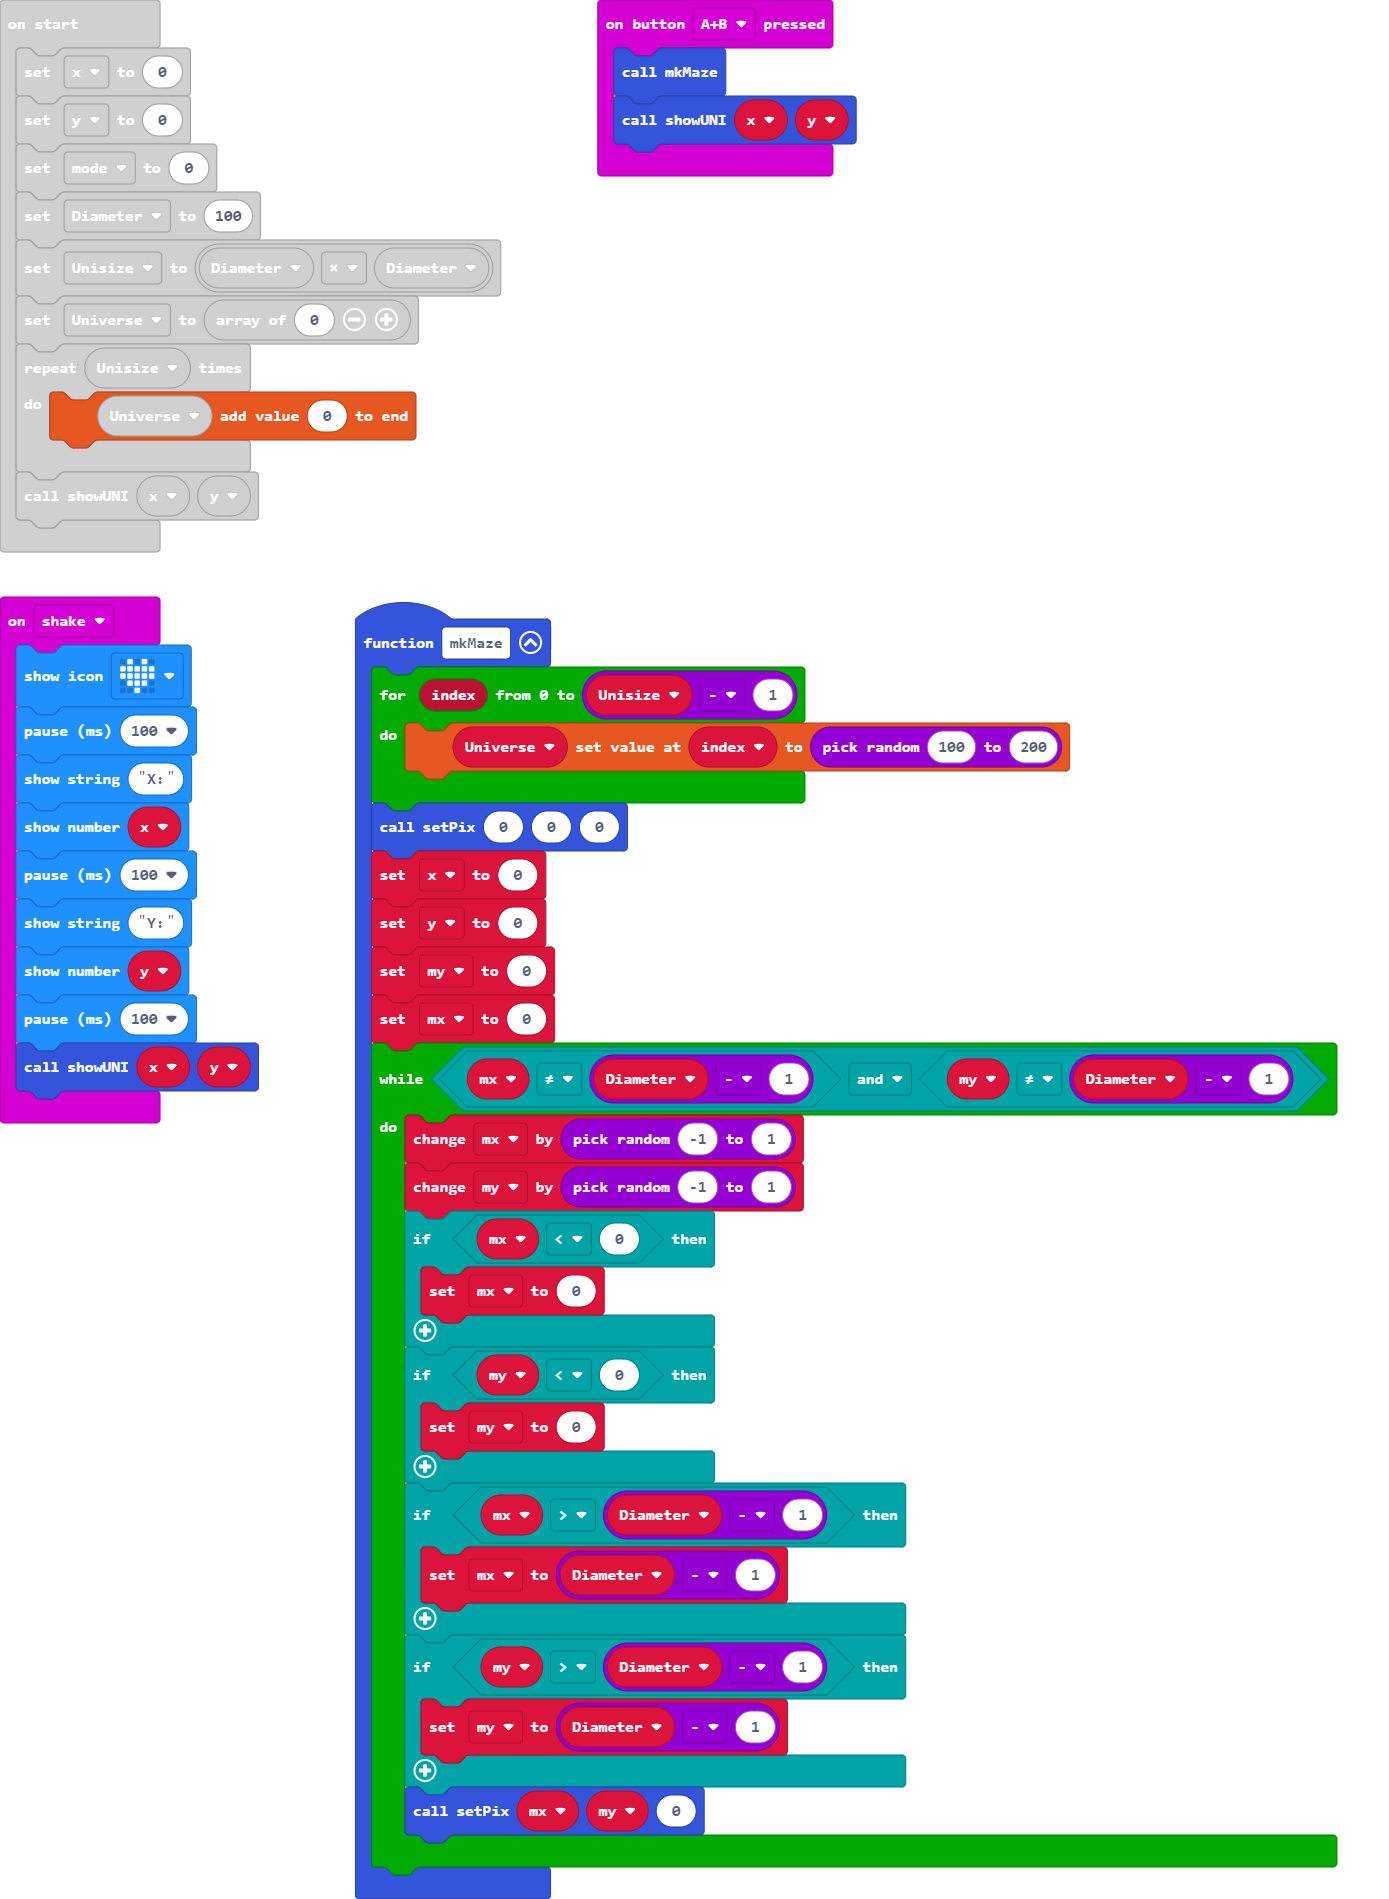 on start
set x to 0
set y to 0
set mode to 0
set Diameter to 100
set Unisize to Diameter × Diameter
set Universe to array of 0
repeat Unisize times
do
Universe add value 0 to end
call showUNI x y
on button A+B pressed
call mkMaze
call showUNI x y
on shake
show icon
pause (ms) 100
show string "X:"
show number x
pause (ms) 100
show string "Y:"
show number y
pause (ms) 100
call showUNI x y
function mkMaze
for index from 0 to Unisize - 1
do
Universe set value at index to pick random 100 to 200
call setPix 0 0 0
set x to 0
set y to 0
set my to 0
set mx to 0
while mx ≠ Diameter - 1 and my ≠ Diameter - 1
do
change mx by pick random -1 to 1
change my by pick random -1 to 1
if mx < 0 then
set mx to 0
if my < 0 then
set my to 0
if mx > Diameter - 1 then
set mx to Diameter - 1
if my > Diameter - 1 then
set my to Diameter - 1
call setPix mx my 0